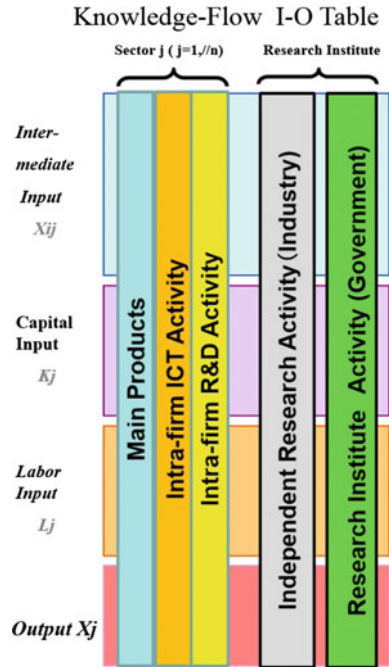 Knowledge-Flow I-O Table
Sector j ( j=1,//n)
Research Institute
Inter-
mediate
Input
Xij
Capital
Input
Kj
Labor
Input
Lj
Output Xj
Main Products
Intra-firm ICT Activity
Intra-firm R&D Activity
Independent Research Activity(Industry)
Research Institute Activity (Government)